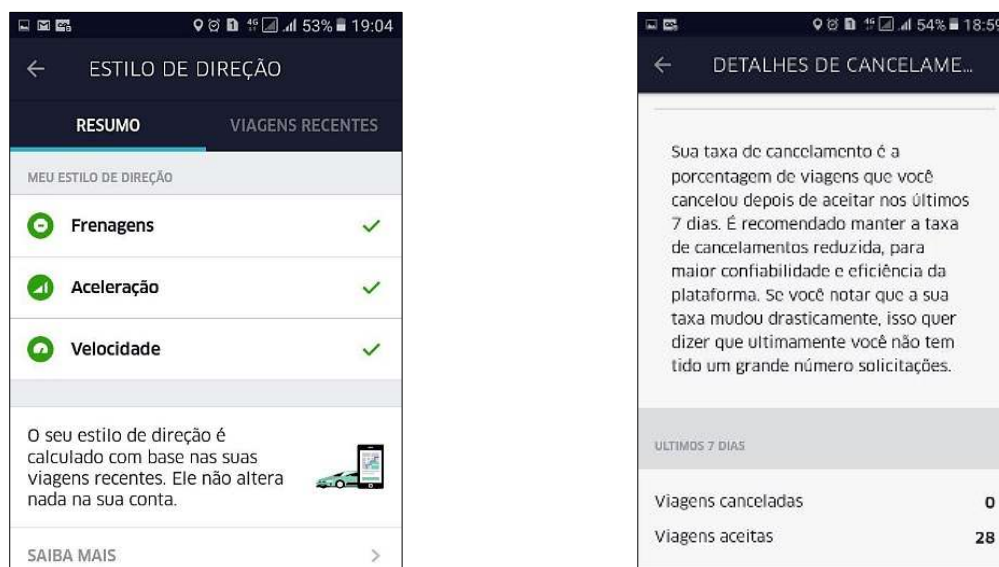 53% 19:04
ESTILO DE DIREÇÃO
RESUMO VIAGENS RECENTES
MEU ESTILO DE DIREÇÃO
Frenagens
Aceleração
Velocidade
O seu estilo de direção é
calculado com base nas suas
viagens recentes. Ele não altera
nada na sua conta.
SAIBA MAIS
54% 18:59
DETALHES DE CANCELAME...
Sua taxa de cancelamento é a
porcentagem de viagens que você
cancelou depois de aceitar nos últimos
7 dias. É recomendado manter a taxa
de cancelamentos reduzida, para
maior confiabilidade e eficiência da
plataforma. Se você notar que a sua
taxa mudou drasticamente, isso quer
dizer que ultimamente você não tem
tido um grande número solicitações.
ULTIMOS 7 DIAS
Viagens canceladas 0
Viagens aceitas 28